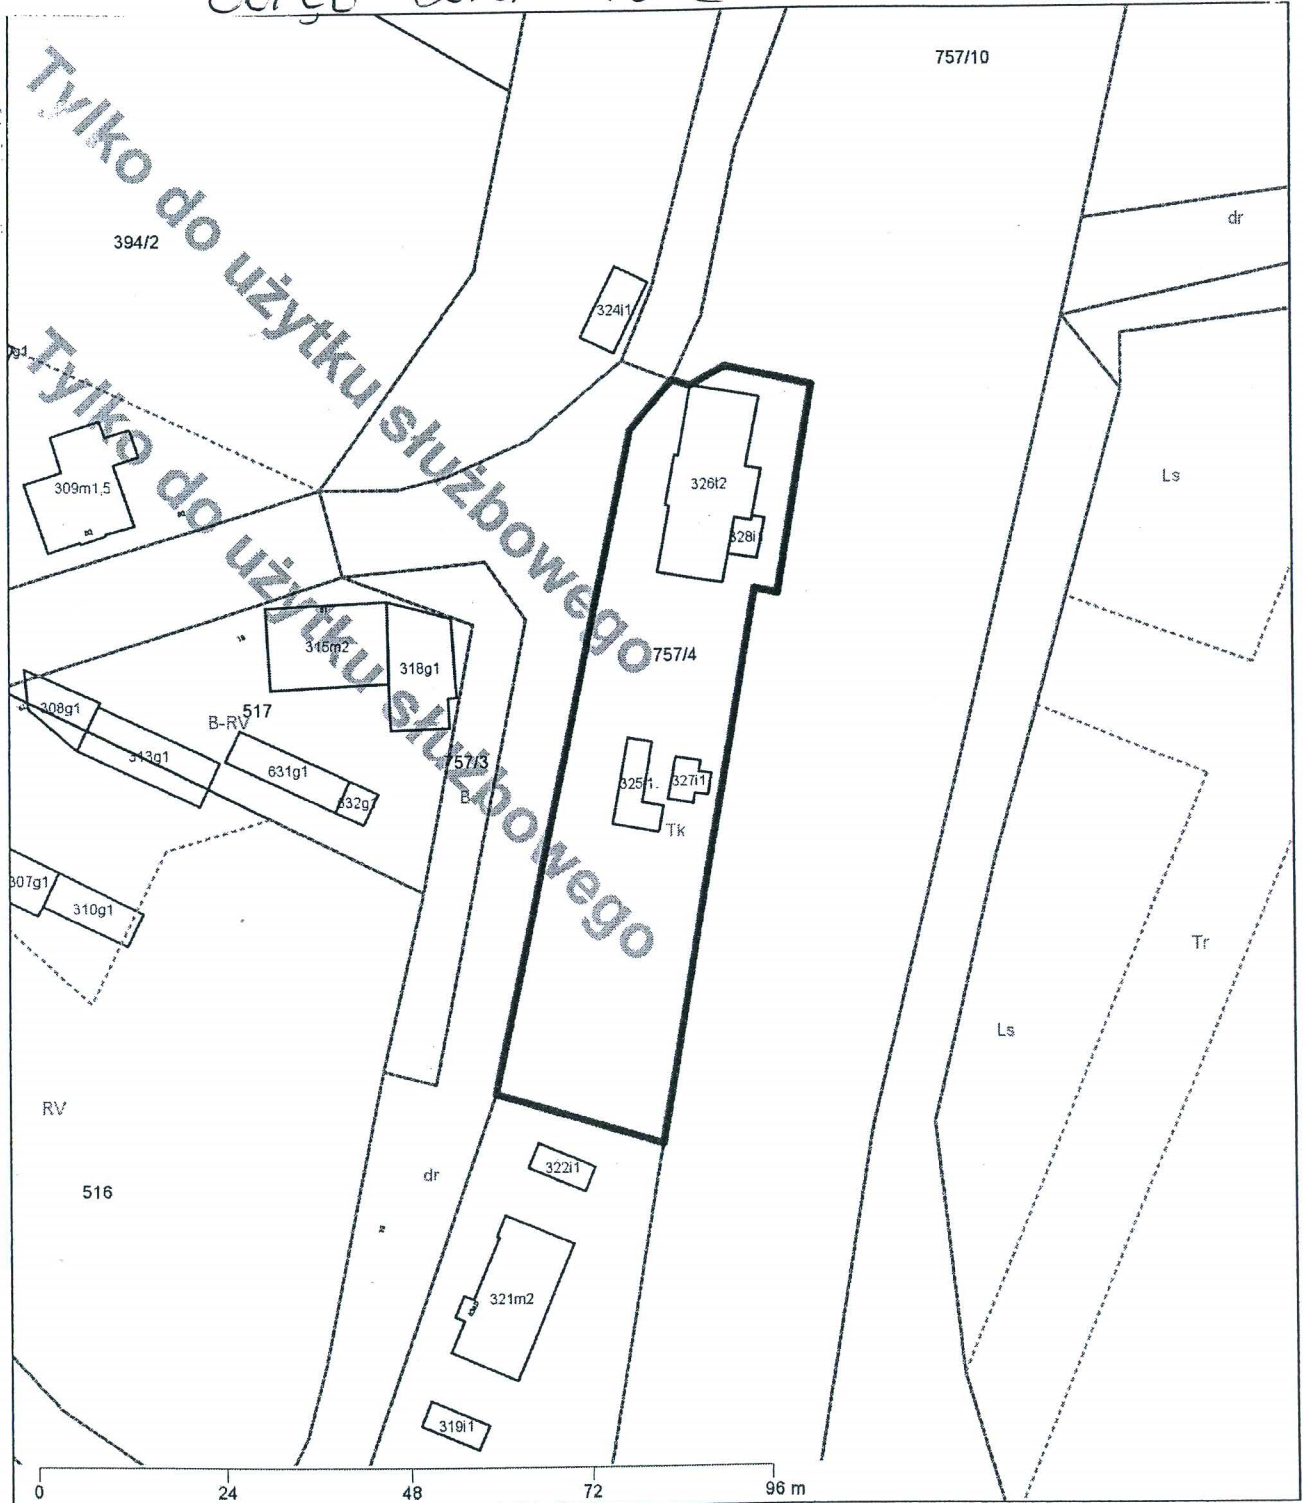 757/10
Tylko do użytku służbowego
dr
394/2
324i1
Tylko do użytku służbowego
309m1,5
326t2
Ls
328i1
315m2
318g1
757/4
308g1
517
B-RV
313g1
631g1
757/3
325i1.
327i1
B-
Tk
307g1
310g1
Tr
Ls
RV
322i1
dr
516
321m2
319i1
0 24 48 72 96 m